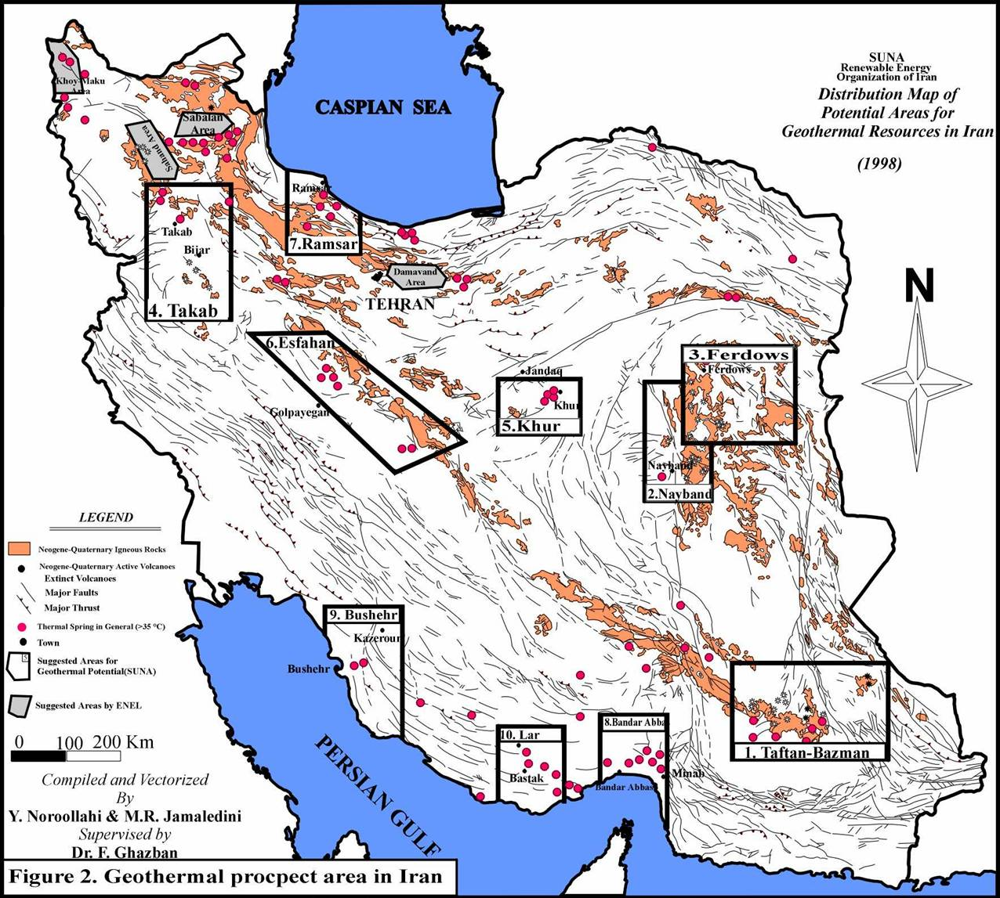 SUNA
Renewable Energy
Organization of Iran
Distribution Map of
Potential Areas for
Geothermal Resources in Iran
(1998)
CASPIAN SEA
Khoy-Maku
Area
Sabalan
Area
Sahand Area
Ramsar
7.Ramsar
Takab
Bijar
4. Takab
Damavand
Area
TEHRAN
N
6.Esfahan
Golpayegan
Jandaq
Khur
5.Khur
3.Ferdows
Ferdows
Nayband
2.Nayband
LEGEND
Neogene-Quaternary Igneous Rocks
Neogene-Quaternary Active Volcanoes
Extinct Volcanoes
Major Faults
Major Thrust
Thermal Spring in General (>35 °C)
Town
5
Suggested Areas for
Geothermal Potential(SUNA)
Suggested Areas by ENEL
0 100 200 Km
9. Bushehr
Kazeroun
Bushehr
10. Lar
Bastak
8.Bandar Abba
Bandar Abbas
Minab
1. Taftan-Bazman
PERSIAN GULF
Compiled and Vectorized
By
Y. Noroollahi & M.R. Jamaledini
Supervised by
Dr. F. Ghazban
Figure 2. Geothermal procpect area in Iran